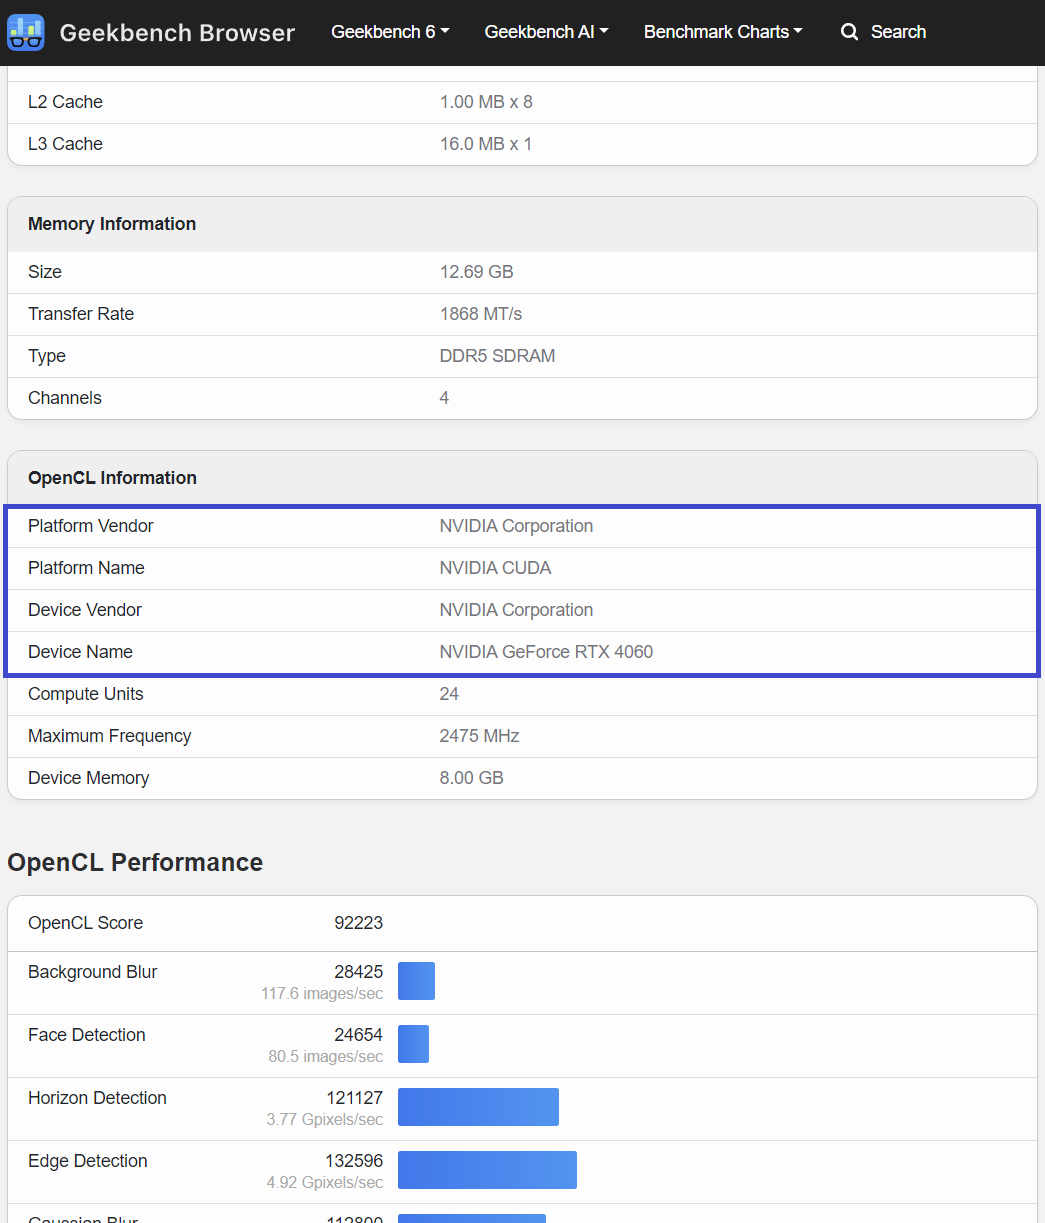 Geekbench Browser Geekbench 6 Geekbench AI Benchmark Charts Search
L2 Cache 1.00 MB x 8
L3 Cache 16.0 MB x 1
Memory Information
Size 12.69 GB
Transfer Rate 1868 MT/s
Type DDR5 SDRAM
Channels 4
OpenCL Information
Platform Vendor NVIDIA Corporation
Platform Name NVIDIA CUDA
Device Vendor NVIDIA Corporation
Device Name NVIDIA GeForce RTX 4060
Compute Units 24
Maximum Frequency 2475 MHz
Device Memory 8.00 GB
OpenCL Performance
OpenCL Score 92223
Background Blur 28425
117.6 images/sec
Face Detection 24654
80.5 images/sec
Horizon Detection 121127
3.77 Gpixels/sec
Edge Detection 132596
4.92 Gpixels/sec
Gaussian Blur